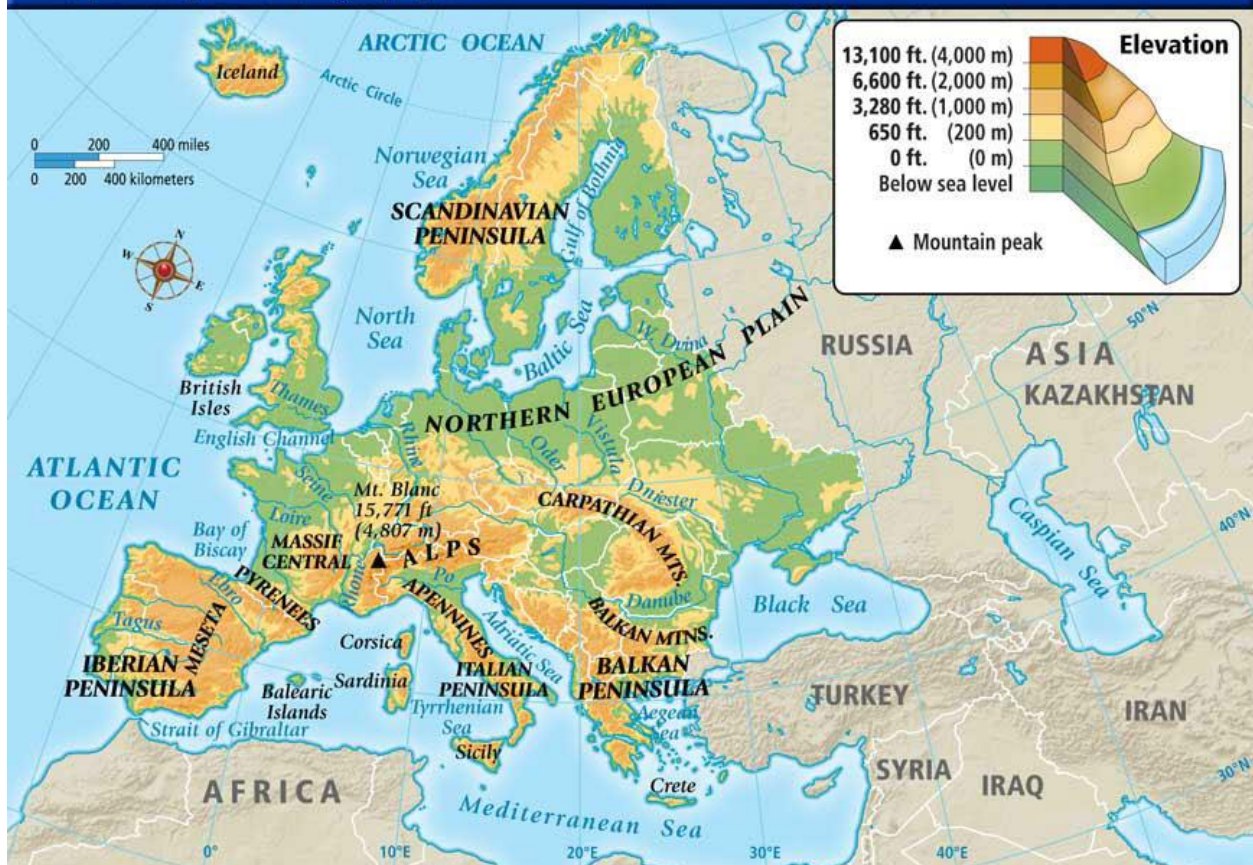 ARCTIC OCEAN
Iceland
Arctic Circle
0 200 400 miles
0 200 400 kilometers
Norwegian
Sea
SCANDINAVIAN
PENINSULA
Gulf of Bothnia
N
W
E
S
North
Sea
Baltic Sea
W. Dvina
British
Isles
Thames
English Channel
NORTHERN EUROPEAN PLAIN
ATLANTIC
OCEAN
Rhine
Oder
Vistula
Seine
Loire
Mt. Blanc
15,771 ft
(4,807 m)
Dniester
CARPATHIAN MTS.
Bay of
Biscay
MASSIF
CENTRAL
ALPS
Rhone
Po
PYRENEES
Ebro
Tagus
MESETA
IBERIAN
PENINSULA
APENNINES
Adriatic Sea
Danube
BALKAN MTNS.
Black Sea
Corsica
Sardinia
Balearic
Islands
ITALIAN
PENINSULA
BALKAN
PENINSULA
Tyrrhenian
Sea
Strait of Gibraltar
Sicily
Aegean
Sea
Crete
Mediterranean Sea
AFRICA
TURKEY
SYRIA
IRAQ
IRAN
RUSSIA
ASIA
KAZAKHSTAN
Caspian Sea
50°N
40°N
30°N
0°
10°E
20°E
30°E
40°E
50°E
Elevation
13,100 ft. (4,000 m)
6,600 ft. (2,000 m)
3,280 ft. (1,000 m)
650 ft. (200 m)
0 ft. (0 m)
Below sea level
▲ Mountain peak